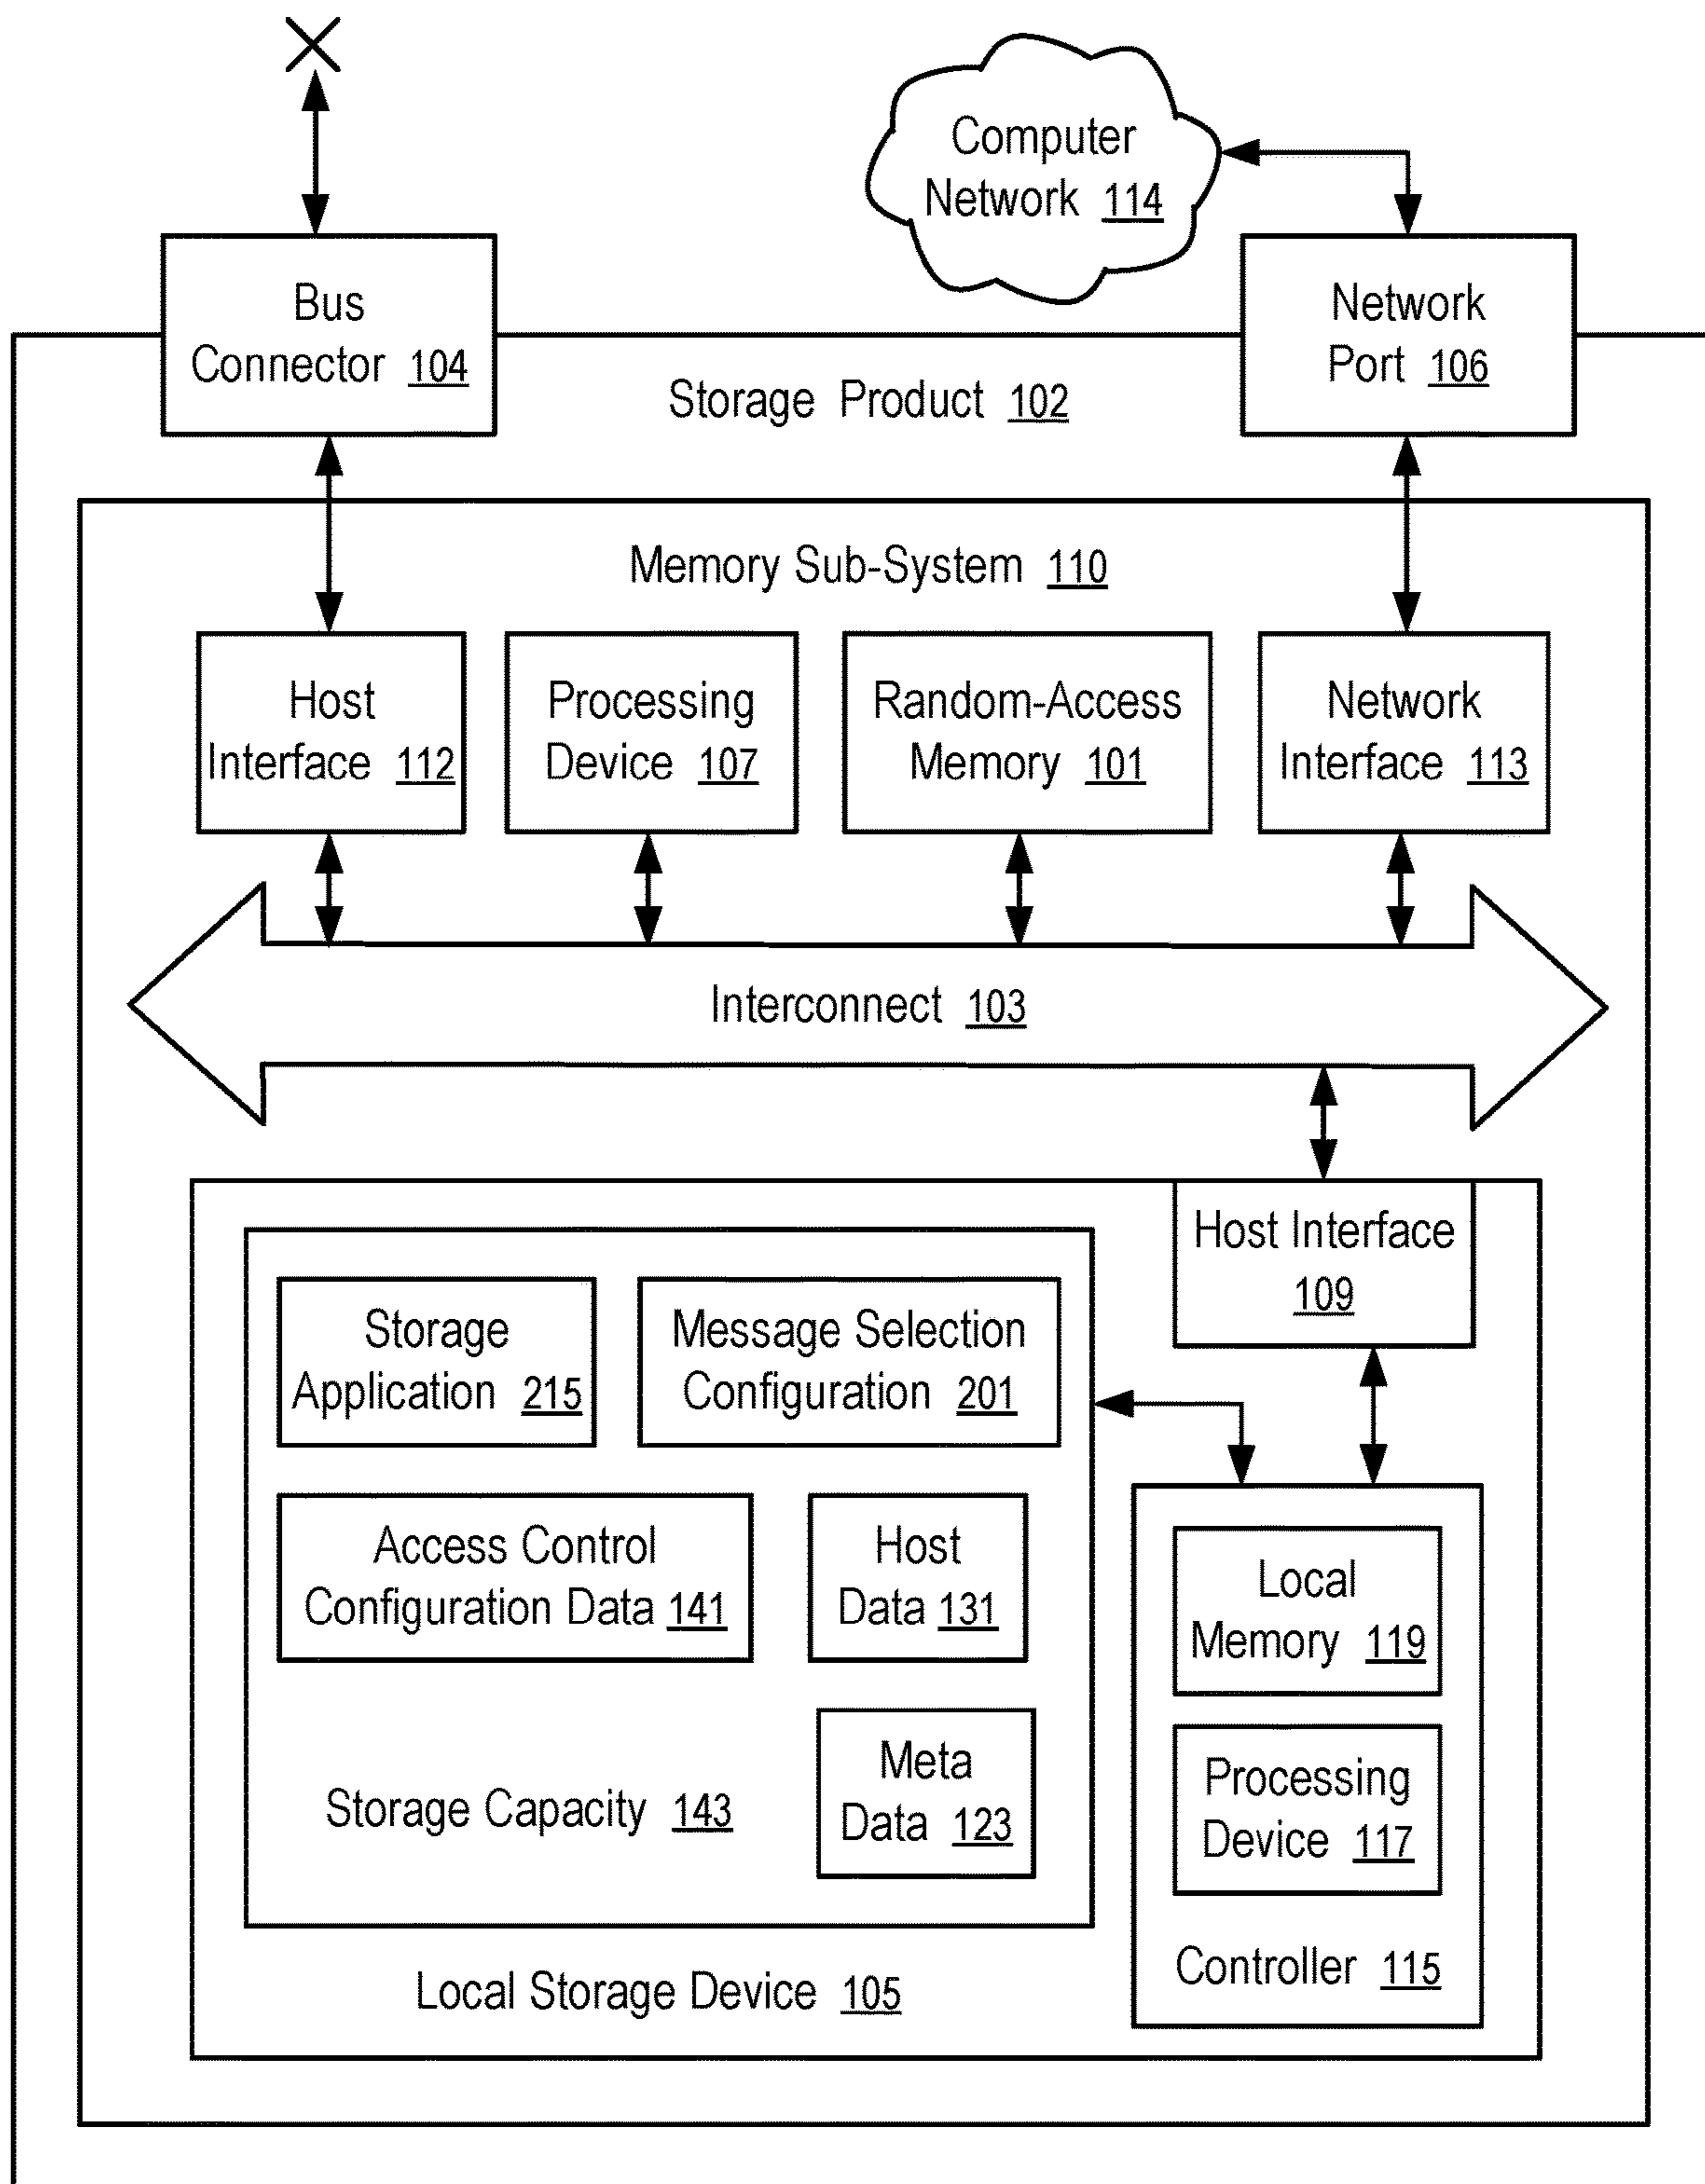 Computer
Network 114
Bus
Connector 104
Network
Port 106
Storage Product 102
Memory Sub-System 110
Host
Interface 112
Processing
Device 107
Random-Access
Memory 101
Network
Interface 113
Interconnect 103
Host Interface
109
Storage
Application 215
Message Selection
Configuration 201
Access Control
Configuration Data 141
Host
Data 131
Local
Memory 119
Meta
Data 123
Storage Capacity 143
Processing
Device 117
Controller 115
Local Storage Device 105